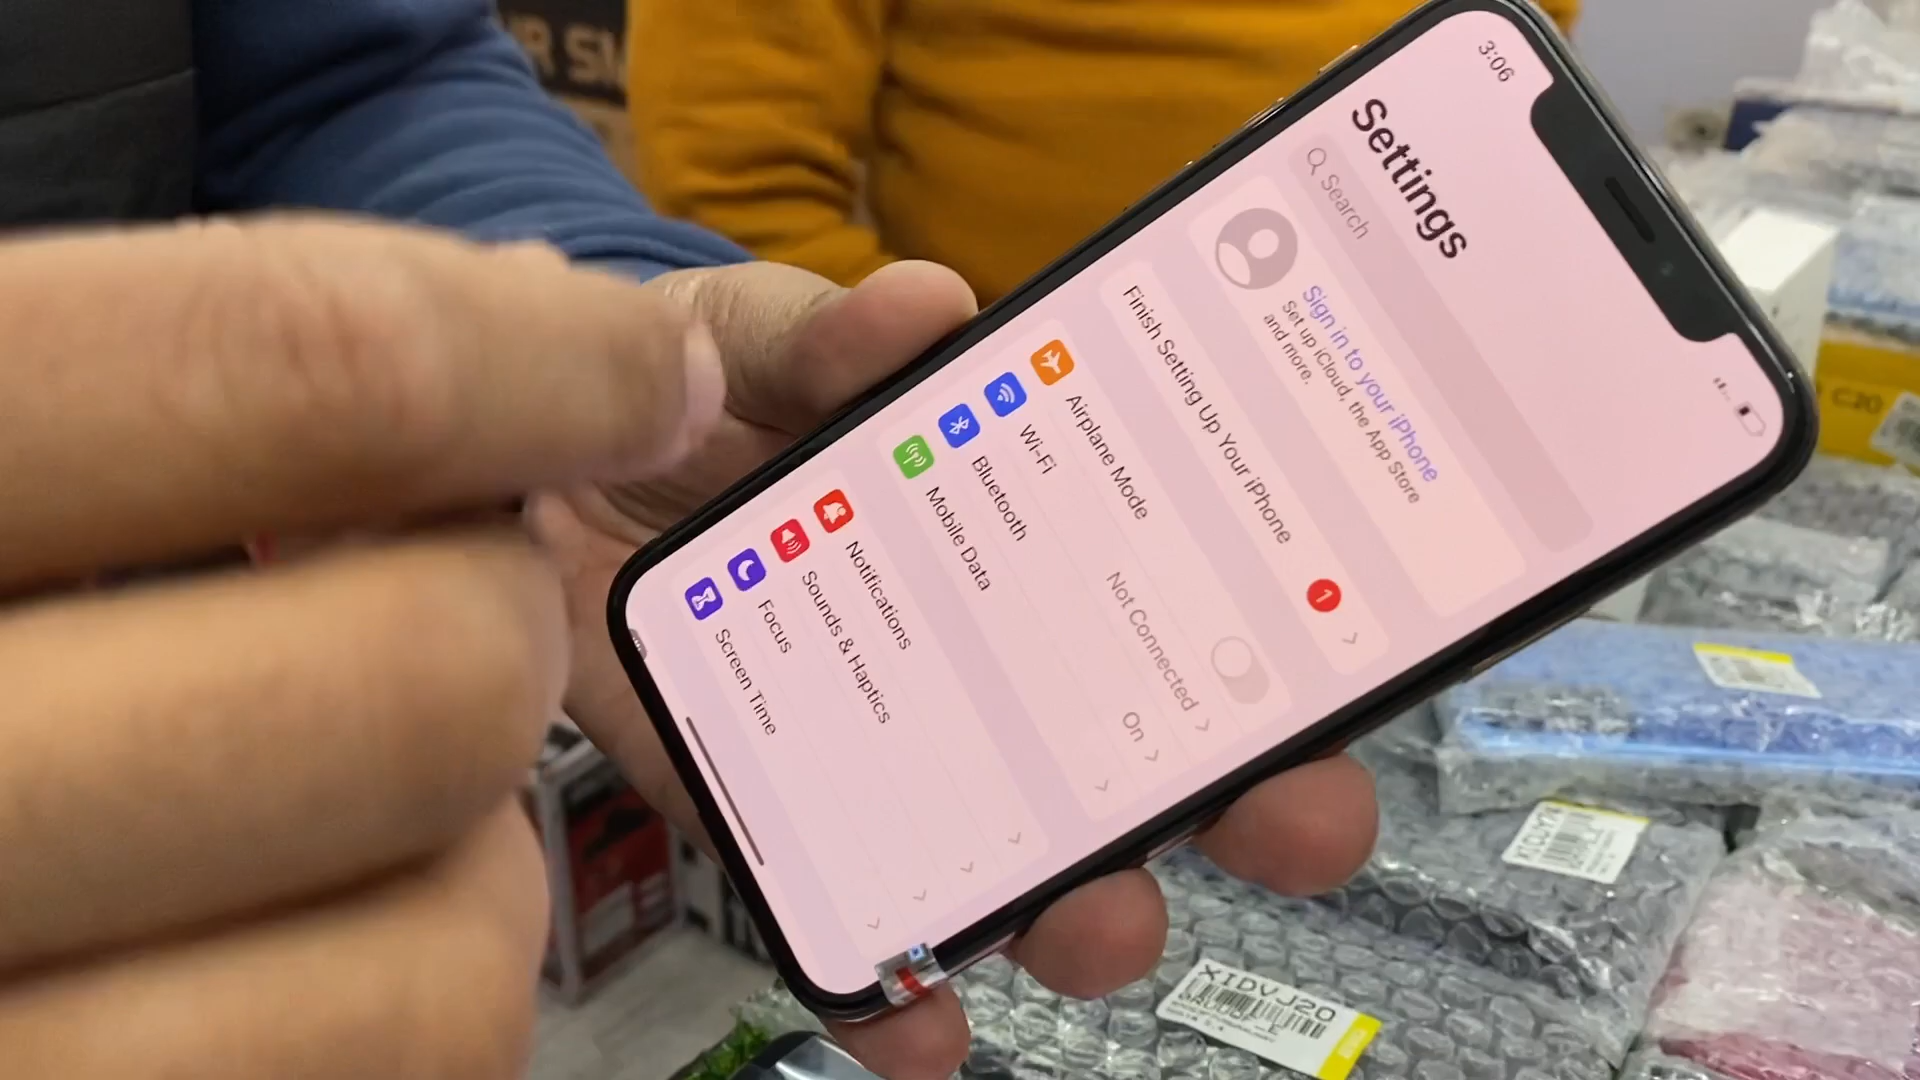 3:06
Settings
Search
Sign in to your iPhone
Set up iCloud, the App Store
and more.
Finish Setting Up Your iPhone
1
Airplane Mode
Wi-Fi
Not Connected
Bluetooth
On
Mobile Data
Notifications
Sounds & Haptics
Focus
Screen Time
XIDVJ20
C20